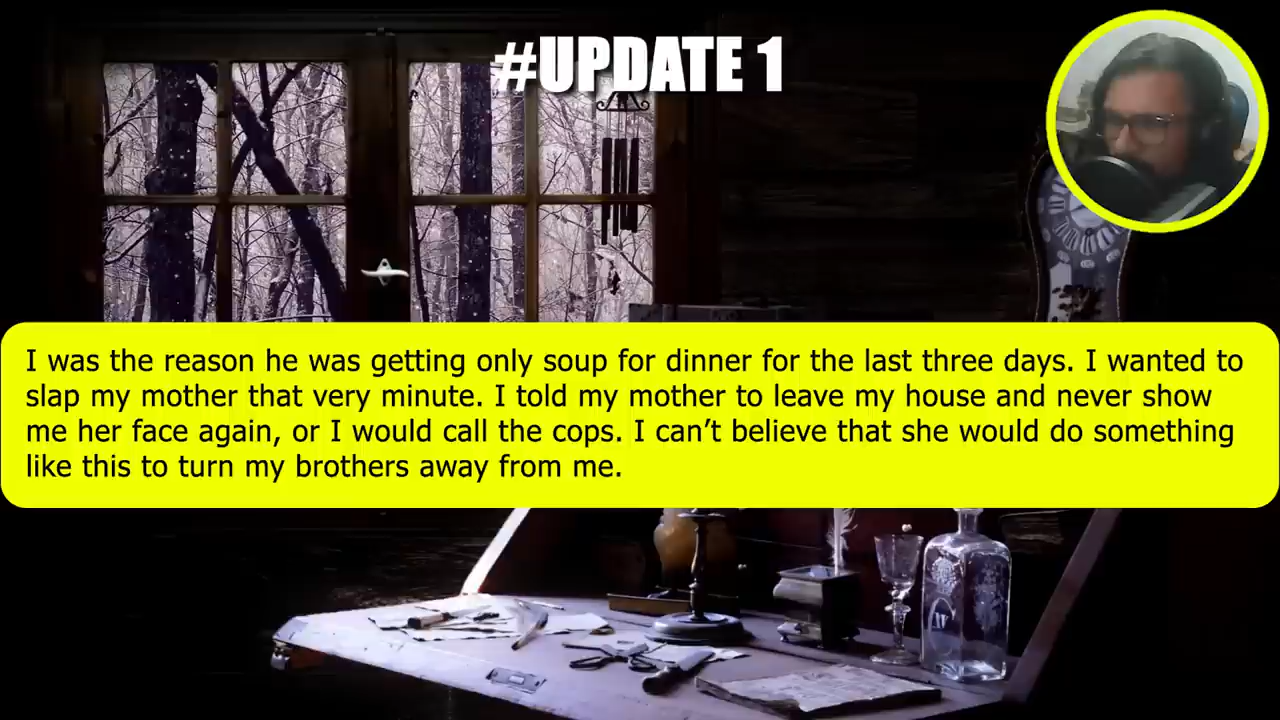 #UPDATE 1
I was the reason he was getting only soup for dinner for the last three days. I wanted to
slap my mother that very minute. I told my mother to leave my house and never show
me her face again, or I would call the cops. I can’t believe that she would do something
like this to turn my brothers away from me.